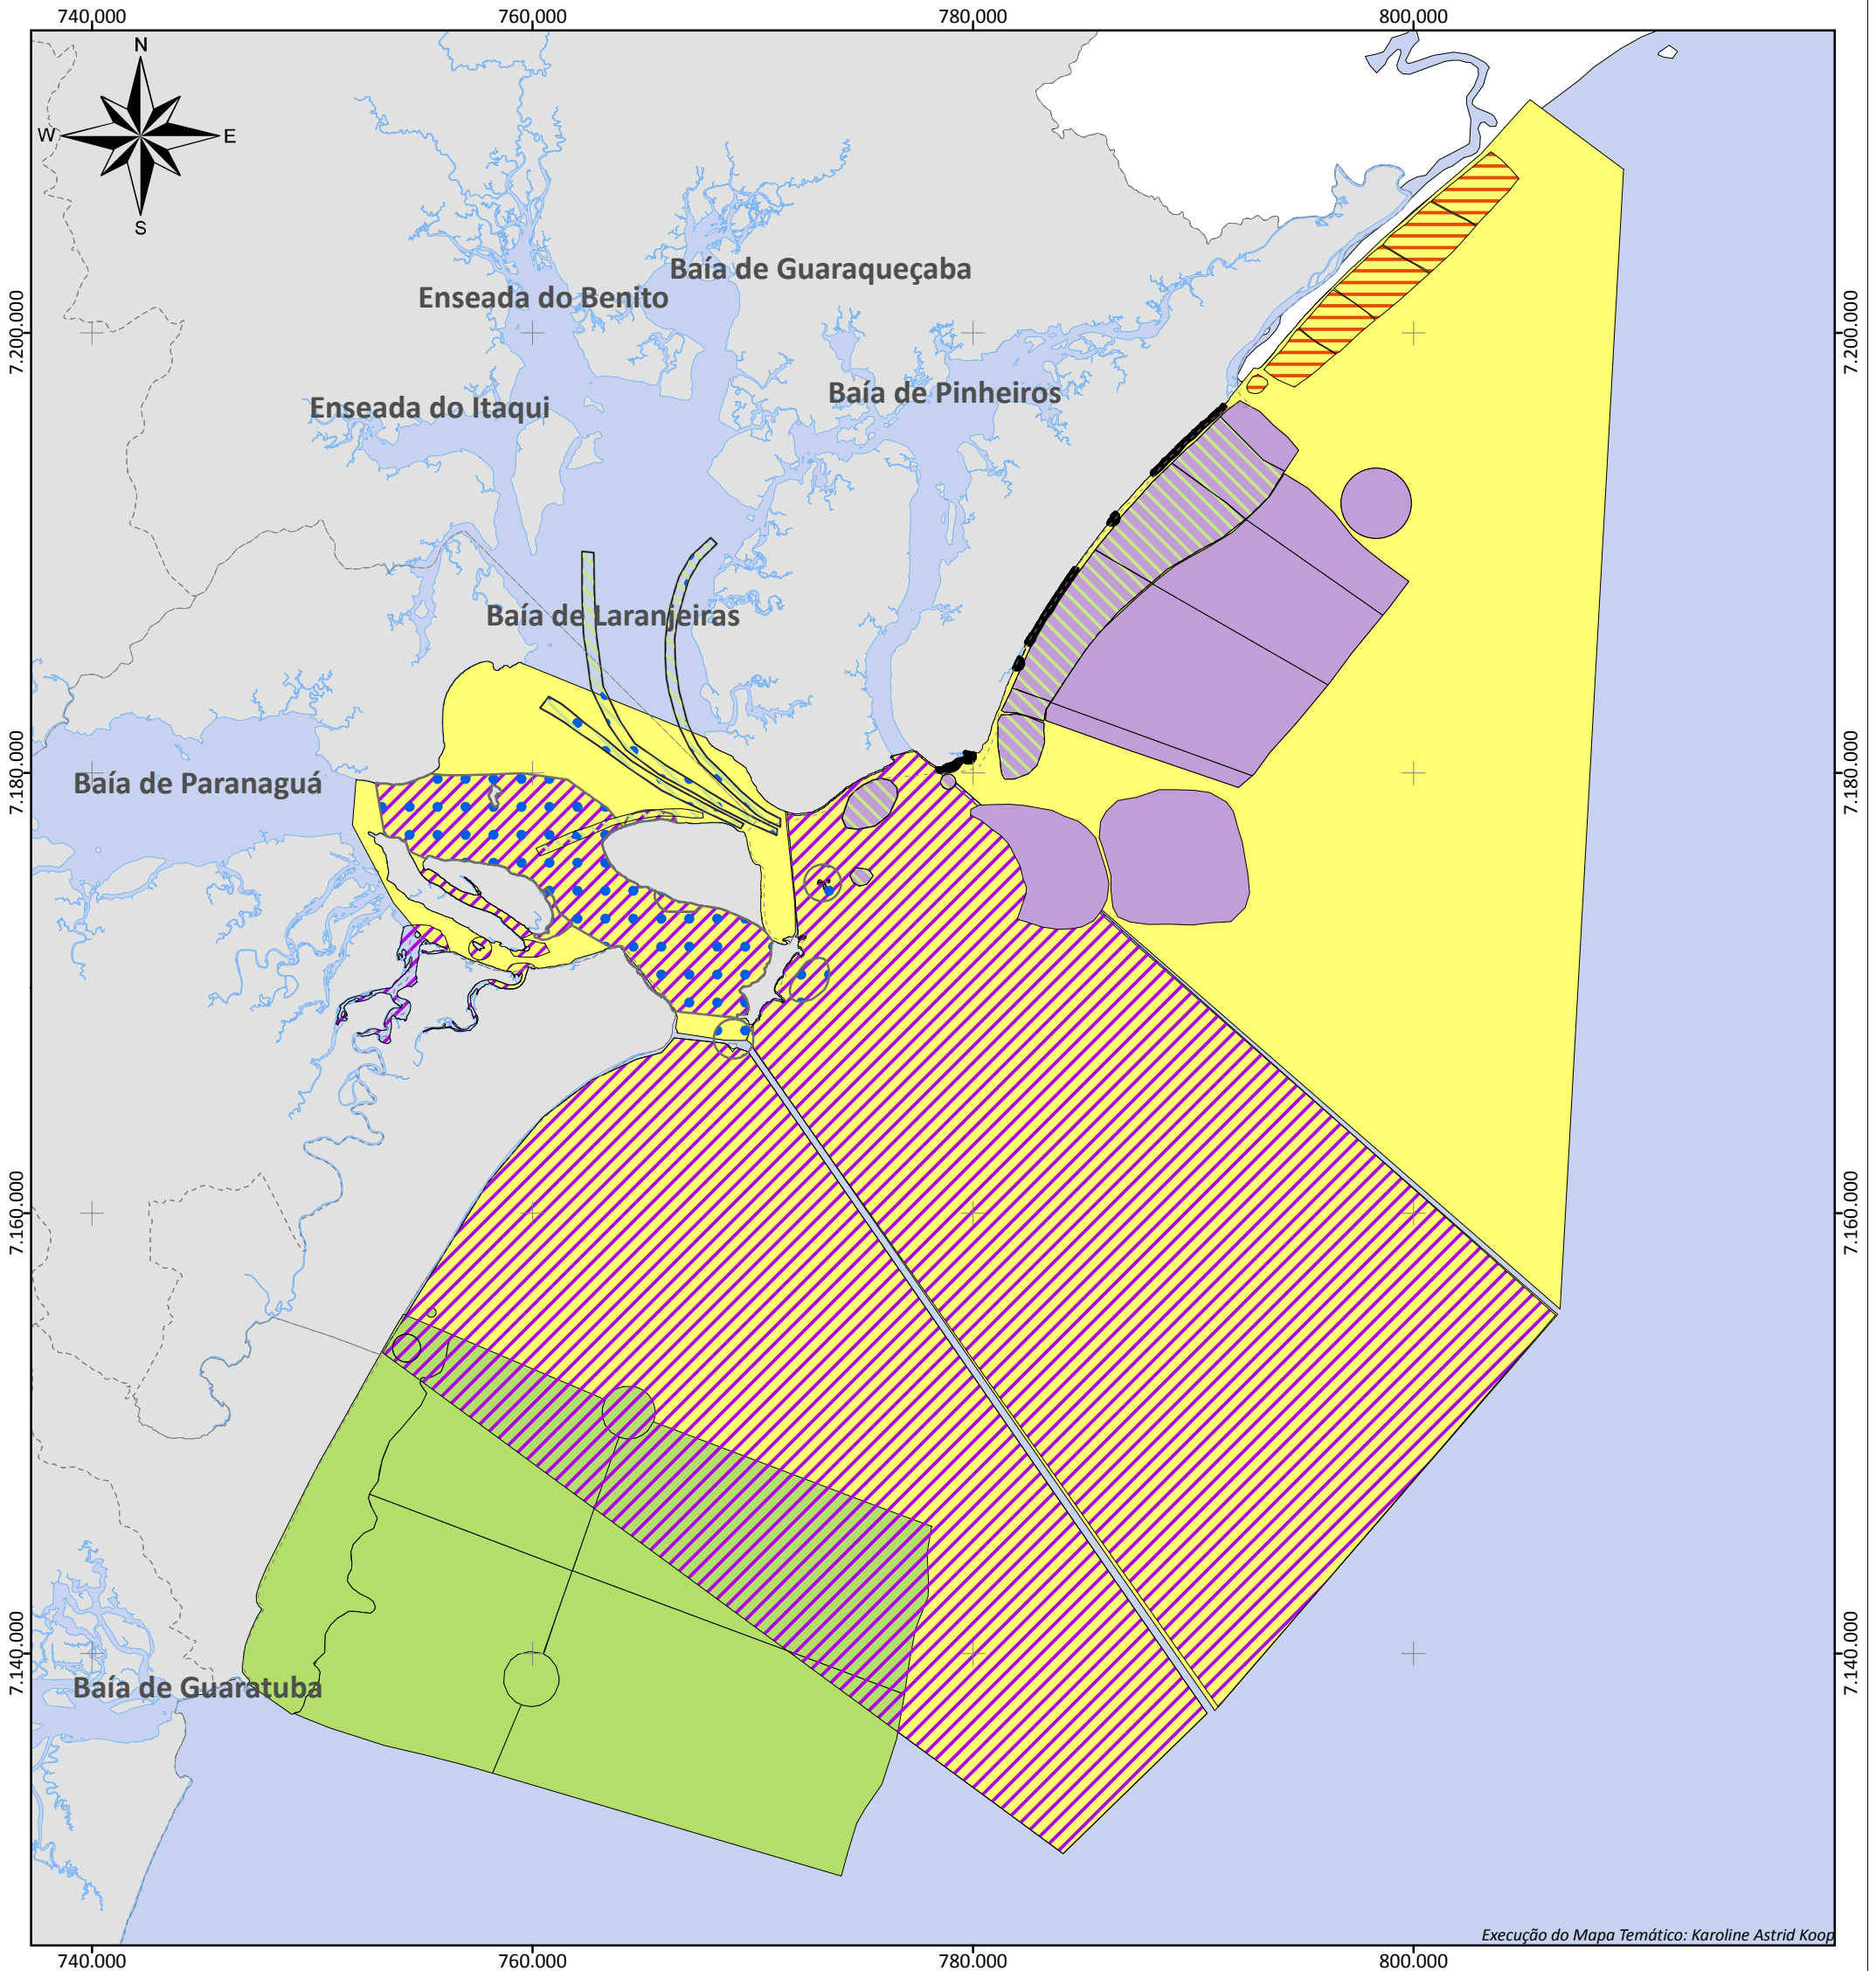 740.000 760.000 780.000 800.000
N
W E
S
Baía de Guaraqueçaba
Enseada do Benito
7.200.000 7.200.000
Baía de Pinheiros
Enseada do Itaqui
Baía de Laranjeiras
7.180.000 7.180.000
Baía de Paranaguá
7.160.000 7.160.000
7.140.000 7.140.000
Baía de Guaratuba
Execução do Mapa Temático: Karoline Astrid Koop
740.000 760.000 780.000 800.000